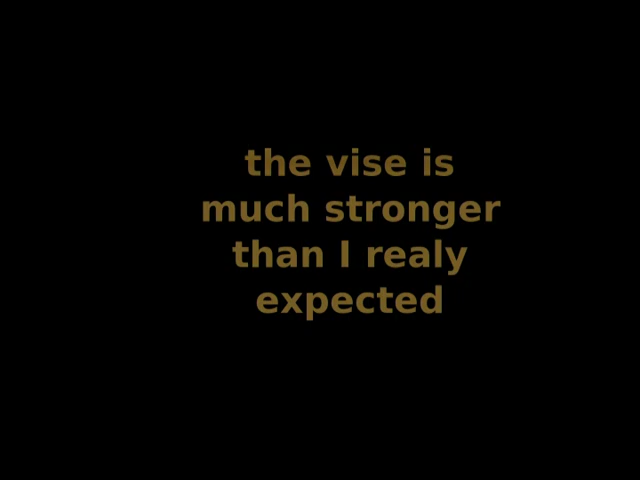 the vise is
much stronger
than I realy
expected